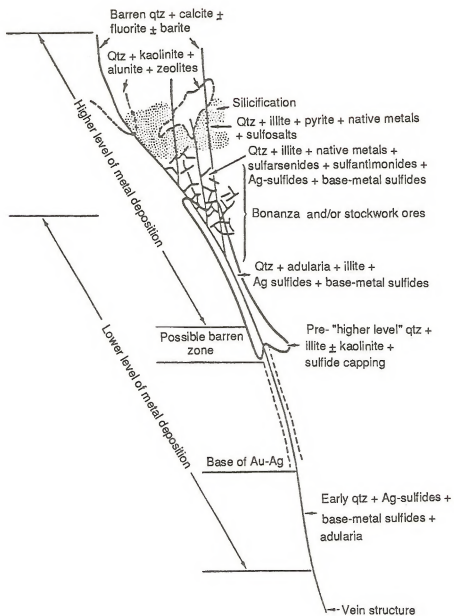 Barren qtz + calcite ±
fluorite ± barite
Qtz + kaolinite +
alunite + zeolites
Silicification
Qtz + illite + pyrite + native metals
+ sulfosalts
Qtz + illite + native metals +
sulfarsenides + sulfantimonides +
Ag-sulfides + base-metal sulfides
Bonanza and/or stockwork ores
Higher level of metal deposition
Qtz + adularia + illite +
Ag sulfides + base-metal sulfides
Pre- "higher level" qtz +
illite ± kaolinite +
sulfide capping
Possible barren
zone
Lower level of metal
deposition
Base of Au-Ag
Early qtz + Ag-sulfides +
base-metal sulfides +
adularia
Vein structure